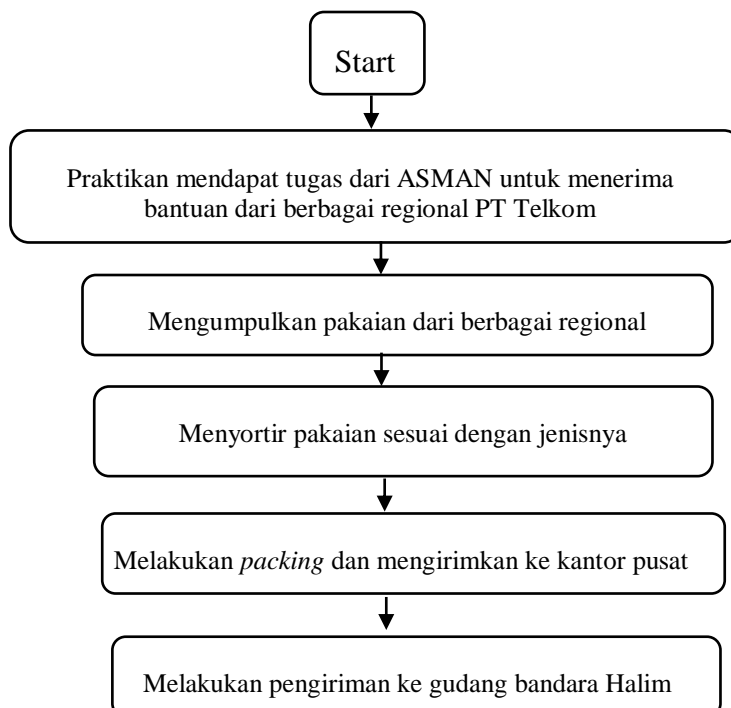 Start
Praktikan mendapat tugas dari ASMAN untuk menerima
bantuan dari berbagai regional PT Telkom
Mengumpulkan pakaian dari berbagai regional
Menyortir pakaian sesuai dengan jenisnya
Melakukan packing dan mengirimkan ke kantor pusat
Melakukan pengiriman ke gudang bandara Halim